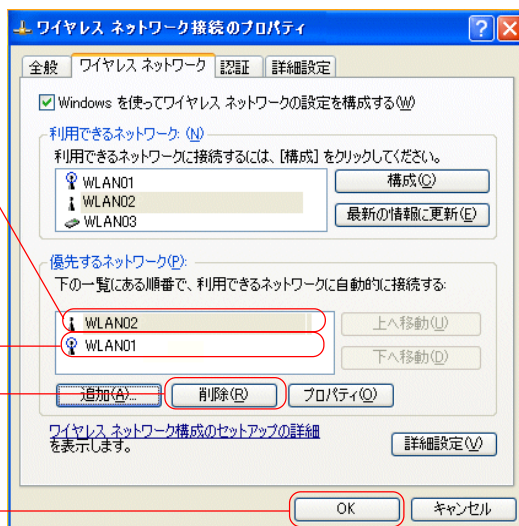 ワイヤレス ネットワーク接続のプロパティ
全般 ワイヤレス ネットワーク 認証 詳細設定
Windows を使ってワイヤレス ネットワークの設定を構成する(W)
利用できるネットワーク: (N)
利用できるネットワークに接続するには、[構成] をクリックしてください。
WLAN01
構成(C)
WLAN02
WLAN03
最新の情報に更新(E)
優先するネットワーク(P):
下の一覧にある順番で、利用できるネットワークに自動的に接続する:
WLAN02
上へ移動(U)
WLAN01
下へ移動(D)
追加(A)... 削除(R) プロパティ(O)
ワイヤレス ネットワーク構成のセットアップの詳細
を表示します。
詳細設定(V)
OK キャンセル